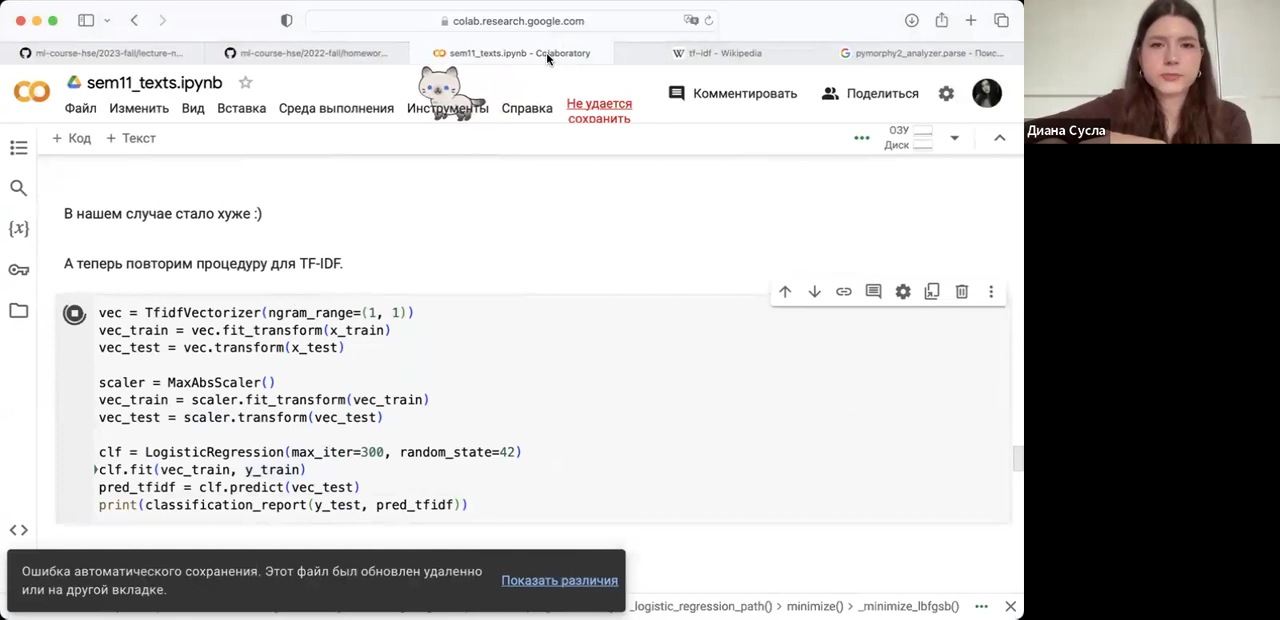 colab.research.google.com
ml-course-hse/2023-fall/lecture-n...
ml-course-hse/2022-fall/homewor...
sem11_texts.ipynb - Colaboratory
tf-idf - Wikipedia
pymorphy2_analyzer.parse - Поис...
sem11_texts.ipynb
Файл Изменить Вид Вставка Среда выполнения Инструменты Справка
Не удается
сохранить
Комментировать
Поделиться
+ Код + Текст
ОЗУ
Диск
В нашем случае стало хуже :)
А теперь повторим процедуру для TF-IDF.
vec = TfidfVectorizer(ngram_range=(1, 1))
vec_train = vec.fit_transform(x_train)
vec_test = vec.transform(x_test)
scaler = MaxAbsScaler()
vec_train = scaler.fit_transform(vec_train)
vec_test = scaler.transform(vec_test)
clf = LogisticRegression(max_iter=300, random_state=42)
clf.fit(vec_train, y_train)
pred_tfidf = clf.predict(vec_test)
print(classification_report(y_test, pred_tfidf))
Ошибка автоматического сохранения. Этот файл был обновлен удаленно
или на другой вкладке.
Показать различия
_logistic_regression_path() > minimize() > _minimize_lbfgsb()
Диана Сусла